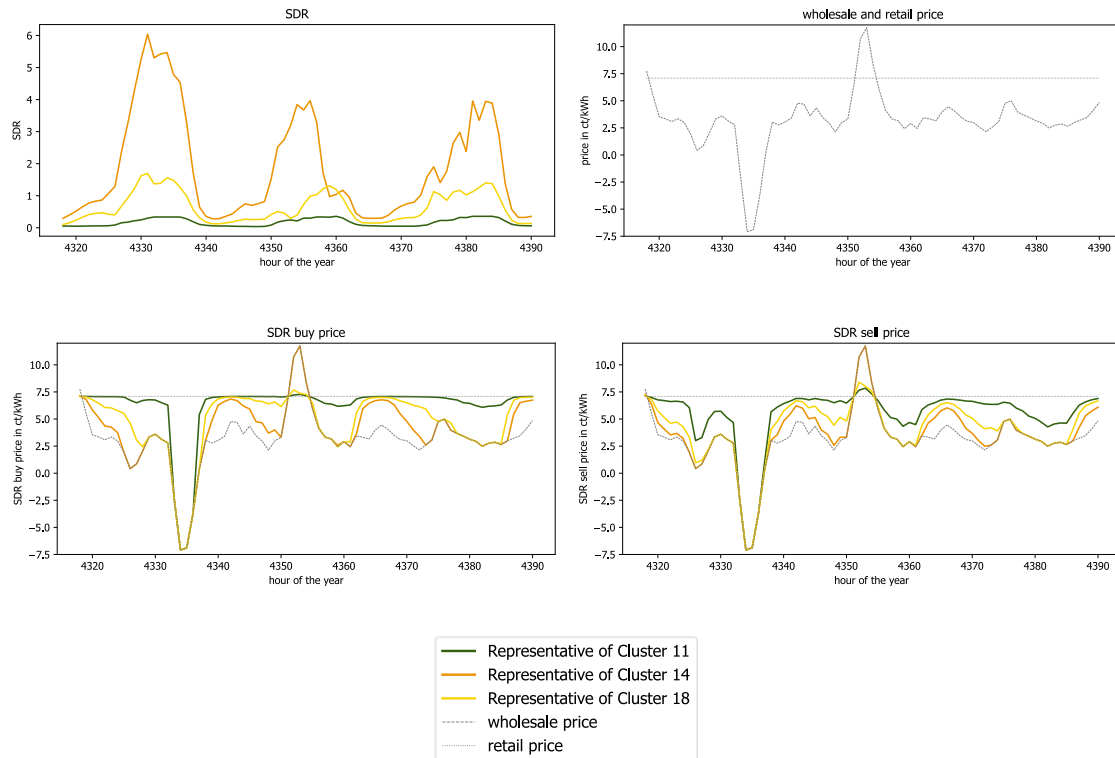 SDR
6
5
4
3
2
1
0
SDR
4320 4330 4340 4350 4360 4370 4380 4390
hour of the year
wholesale and retail price
10.0
7.5
5.0
2.5
0.0
−2.5
−5.0
−7.5
price in ct/kWh
4320 4330 4340 4350 4360 4370 4380 4390
hour of the year
SDR buy price
10.0
7.5
5.0
2.5
0.0
−2.5
−5.0
−7.5
SDR buy price in ct/kWh
4320 4330 4340 4350 4360 4370 4380 4390
hour of the year
SDR sell price
10.0
7.5
5.0
2.5
0.0
−2.5
−5.0
−7.5
SDR sell price in ct/kWh
4320 4330 4340 4350 4360 4370 4380 4390
hour of the year
Representative of Cluster 11
Representative of Cluster 14
Representative of Cluster 18
wholesale price
retail price